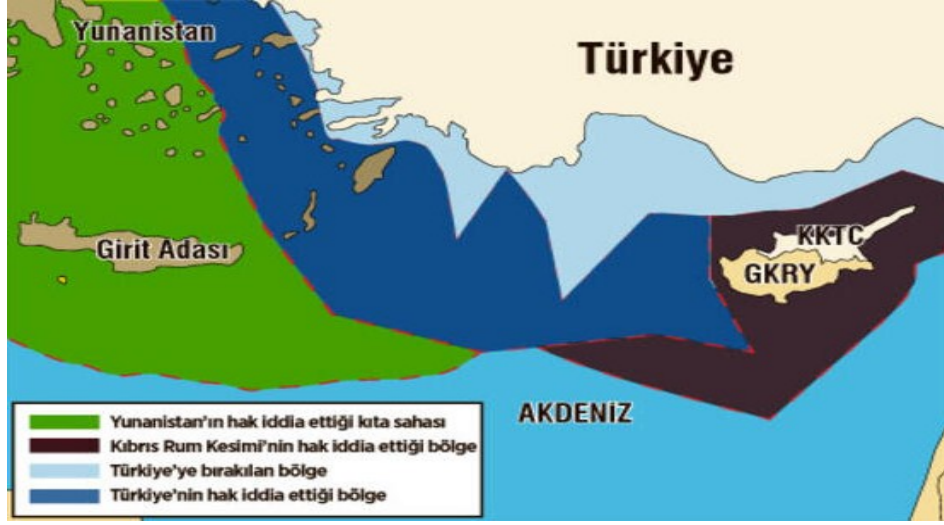 Yunanistan
Türkiye
Girit Adası
KKTC
GKRY
AKDENİZ
Yunanistan'ın hak iddia ettiği kıta sahası
Kıbrıs Rum Kesimi'nin hak iddia ettiği bölge
Türkiye'ye bırakılan bölge
Türkiye'nin hak iddia ettiği bölge